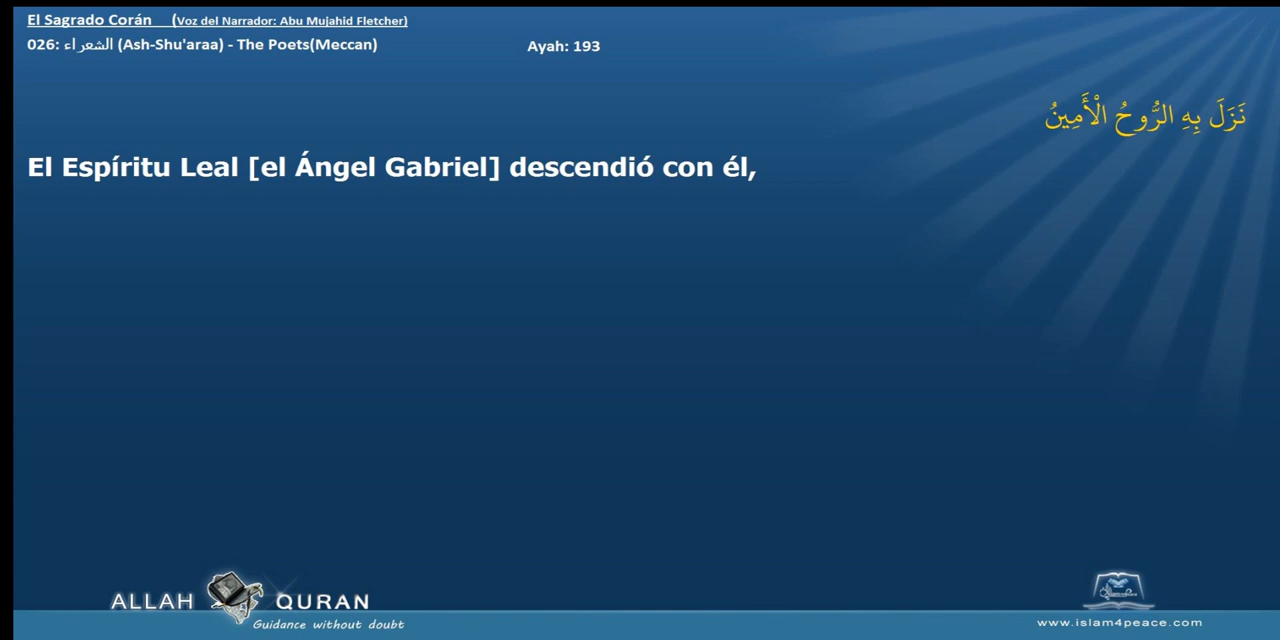 El Sagrado Corán (Voz del Narrador: Abu Mujahid Fletcher)
026: الشعراء (Ash-Shu'araa) - The Poets(Meccan)
Ayah: 193
نَزَلَ بِهِ الرُّوحُ الْأَمِينُ
El Espíritu Leal [el Ángel Gabriel] descendió con él,
ALLAH QURAN
Guidance without doubt
www.islam4peace.com